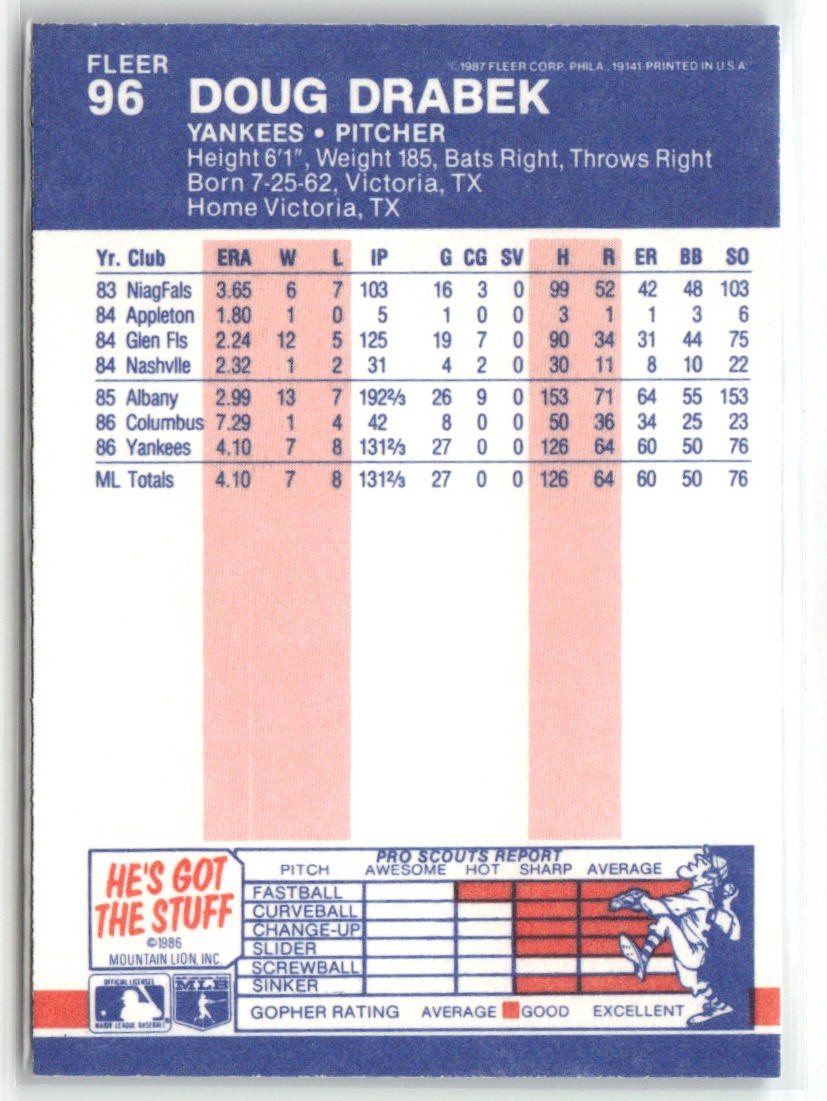 FLEER
©1987 FLEER CORP. PHILA., 19141 PRINTED IN U.S.A.
96 DOUG DRABEK
YANKEES • PITCHER
Height 6'1", Weight 185, Bats Right, Throws Right
Born 7-25-62, Victoria, TX
Home Victoria, TX
Yr. Club ERA W L IP G CG SV H R ER BB SO
83 NiagFals 3.65 6 7 103 16 3 0 99 52 42 48 103
84 Appleton 1.80 1 0 5 1 0 0 3 1 1 3 6
84 Glen Fls 2.24 12 5 125 19 7 0 90 34 31 44 75
84 Nashvlle 2.32 1 2 31 4 2 0 30 11 8 10 22
85 Albany 2.99 13 7 192⅔ 26 9 0 153 71 64 55 153
86 Columbus 7.29 1 4 42 8 0 0 50 36 34 25 23
86 Yankees 4.10 7 8 131⅔ 27 0 0 126 64 60 50 76
ML Totals 4.10 7 8 131⅔ 27 0 0 126 64 60 50 76
HE'S GOT
THE STUFF
©1986
MOUNTAIN LION, INC.
OFFICIAL LICENSEE
MAJOR LEAGUE BASEBALL
MLB
PRO SCOUTS REPORT
PITCH AWESOME HOT SHARP AVERAGE
FASTBALL
CURVEBALL
CHANGE-UP
SLIDER
SCREWBALL
SINKER
GOPHER RATING AVERAGE GOOD EXCELLENT